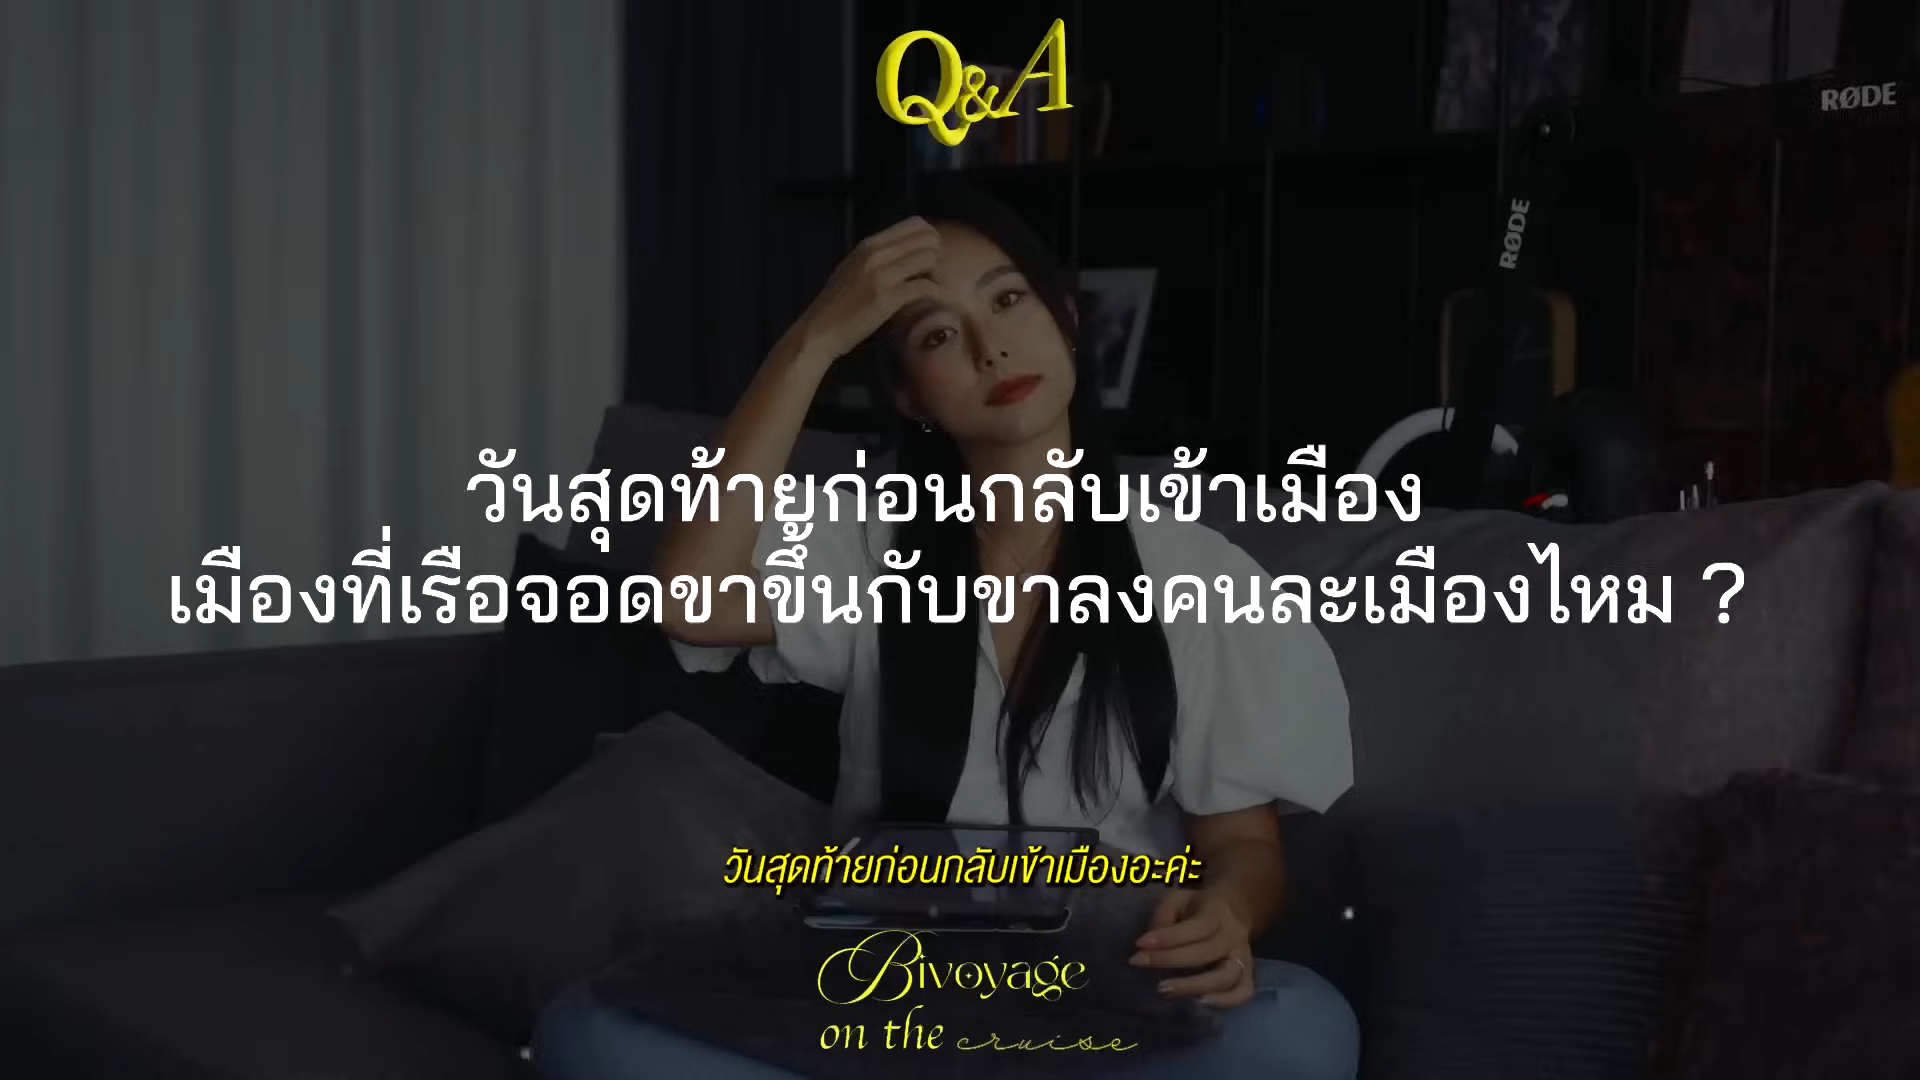 Q&A
RØDE
RØDE
วันสุดท้ายก่อนกลับเข้าเมือง
เมืองที่เรือจอดขาขึ้นกับขาลงคนละเมืองไหม ?
วันสุดท้ายก่อนกลับเข้าเมืองอะค่ะ
Bivoyage
on the cruise